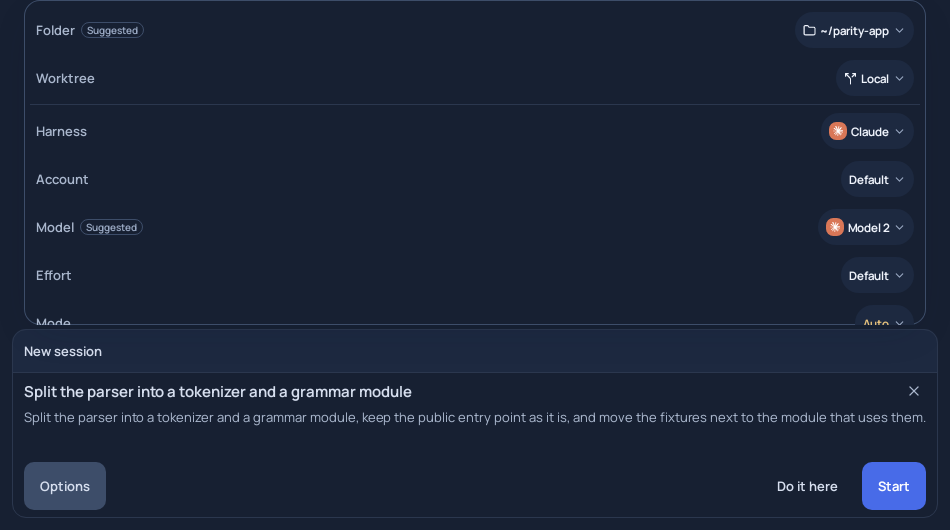 Folder Suggested ~/parity-app
Worktree Local
Harness Claude
Account Default
Model Suggested Model 2
Effort Default
Mode Auto
New session
Split the parser into a tokenizer and a grammar module
Split the parser into a tokenizer and a grammar module, keep the public entry point as it is, and move the fixtures next to the module that uses them.
Options Do it here Start